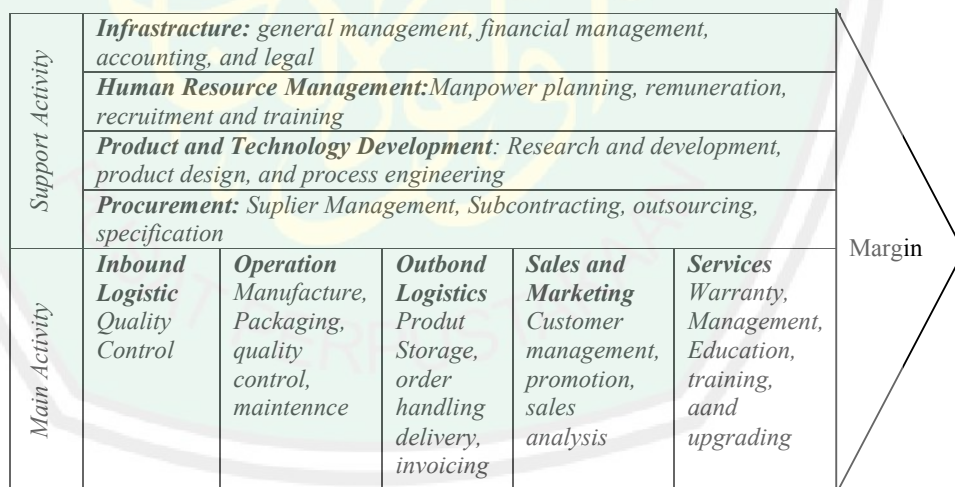 Support Activity
Infrastracture: general management, financial management,
accounting, and legal
Human Resource Management:Manpower planning, remuneration,
recruitment and training
Product and Technology Development: Research and development,
product design, and process engineering
Procurement: Suplier Management, Subcontracting, outsourcing,
specification
Main Activity
Inbound
Logistic
Quality
Control
Operation
Manufacture,
Packaging,
quality
control,
maintennce
Outbond
Logistics
Produt
Storage,
order
handling
delivery,
invoicing
Sales and
Marketing
Customer
management,
promotion,
sales
analysis
Services
Warranty,
Management,
Education,
training,
aand
upgrading
Margin